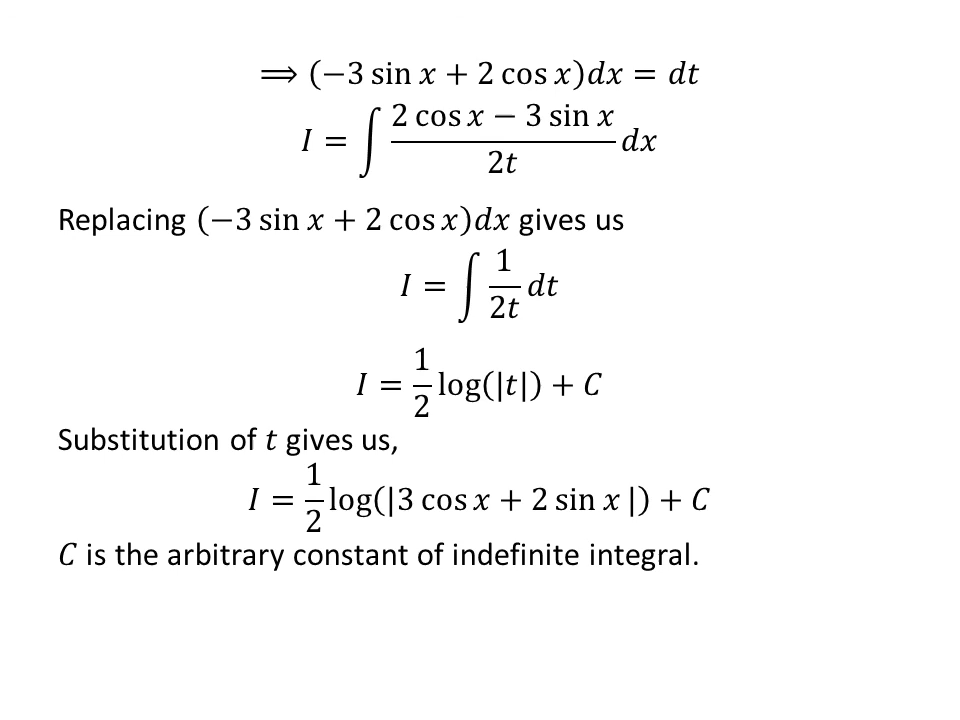 ⟹ (−3 sin 𝑥 + 2 cos 𝑥)𝑑𝑥 = 𝑑𝑡
𝐼 = ∫ (2 cos 𝑥 − 3 sin 𝑥)/(2𝑡) 𝑑𝑥
Replacing (−3 sin 𝑥 + 2 cos 𝑥)𝑑𝑥 gives us
𝐼 = ∫ 1/(2𝑡) 𝑑𝑡
𝐼 = 1/2 log(|𝑡|) + 𝐶
Substitution of 𝑡 gives us,
𝐼 = 1/2 log(|3 cos 𝑥 + 2 sin 𝑥 |) + 𝐶
𝐶 is the arbitrary constant of indefinite integral.